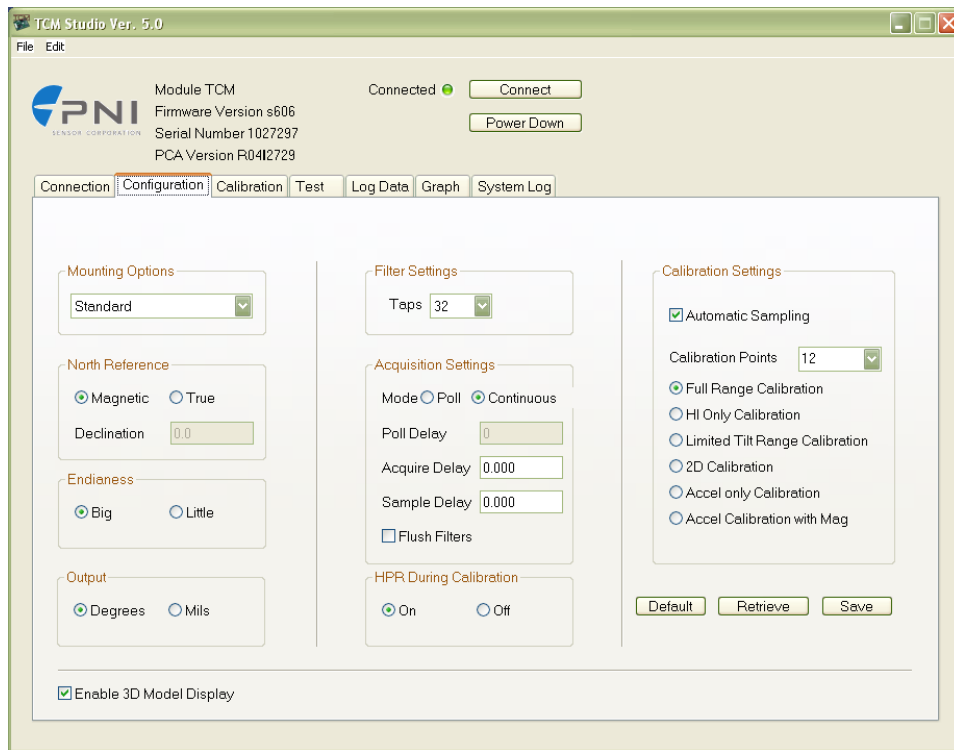 TCM Studio Ver. 5.0
File Edit
PNI
SENSOR CORPORATION
Module TCM
Firmware Version s606
Serial Number 1027297
PCA Version R04I2729
Connected
Connect
Power Down
Connection Configuration Calibration Test Log Data Graph System Log
Mounting Options
Standard
North Reference
Magnetic True
Declination 0.0
Endianess
Big Little
Output
Degrees Mils
Filter Settings
Taps 32
Acquisition Settings
Mode Poll Continuous
Poll Delay 0
Acquire Delay 0.000
Sample Delay 0.000
Flush Filters
HPR During Calibration
On Off
Calibration Settings
Automatic Sampling
Calibration Points 12
Full Range Calibration
HI Only Calibration
Limited Tilt Range Calibration
2D Calibration
Accel only Calibration
Accel Calibration with Mag
Default Retrieve Save
Enable 3D Model Display